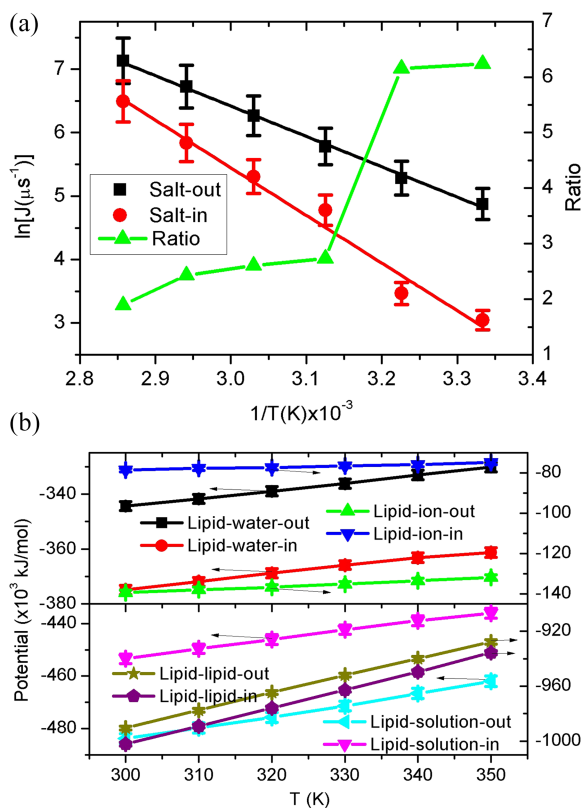 (a)
7
6
5
4
3
ln[J(μs⁻¹)]
Salt-out
Salt-in
Ratio
7
6
5
4
3
2
1
Ratio
2.8 2.9 3.0 3.1 3.2 3.3 3.4
1/T(K)x10⁻³
(b)
-340
-360
-380
-440
-460
-480
Potential (x10³ kJ/mol)
Lipid-water-out
Lipid-water-in
Lipid-ion-out
Lipid-ion-in
-80
-100
-120
-140
Lipid-lipid-out
Lipid-lipid-in
Lipid-solution-out
Lipid-solution-in
-920
-960
-1000
300 310 320 330 340 350
T (K)